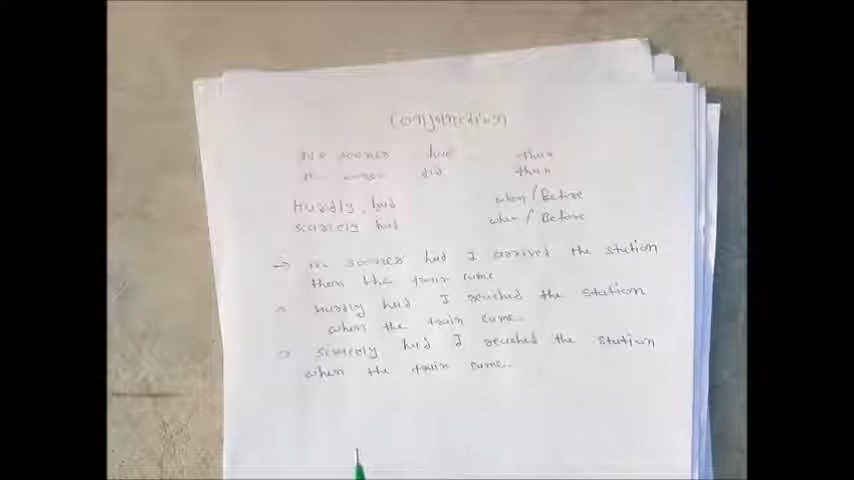 Conjunction
No sooner had than
No sooner did than
Hardly had when/Before
scarcely had when/Before
→ no sooner had I arrived the station
then the train came
hardly had I reached the station
when the train came.
scarcely had I reached the station
when the train came.